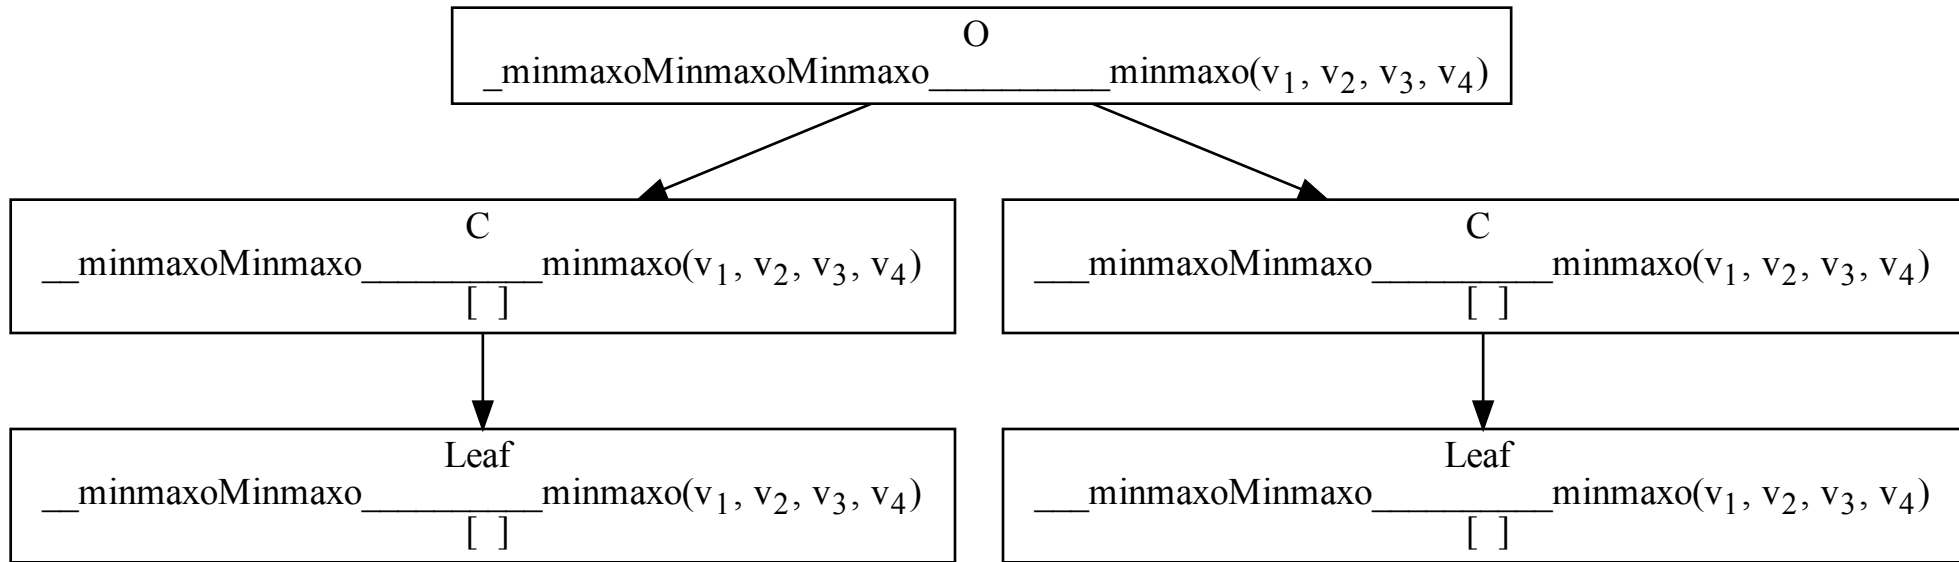 O
_minmaxoMinmaxoMinmaxo__________minmaxo(v₁, v₂, v₃, v₄)
C
__minmaxoMinmaxo__________minmaxo(v₁, v₂, v₃, v₄)
[ ]
C
___minmaxoMinmaxo__________minmaxo(v₁, v₂, v₃, v₄)
[ ]
Leaf
__minmaxoMinmaxo__________minmaxo(v₁, v₂, v₃, v₄)
[ ]
Leaf
___minmaxoMinmaxo__________minmaxo(v₁, v₂, v₃, v₄)
[ ]